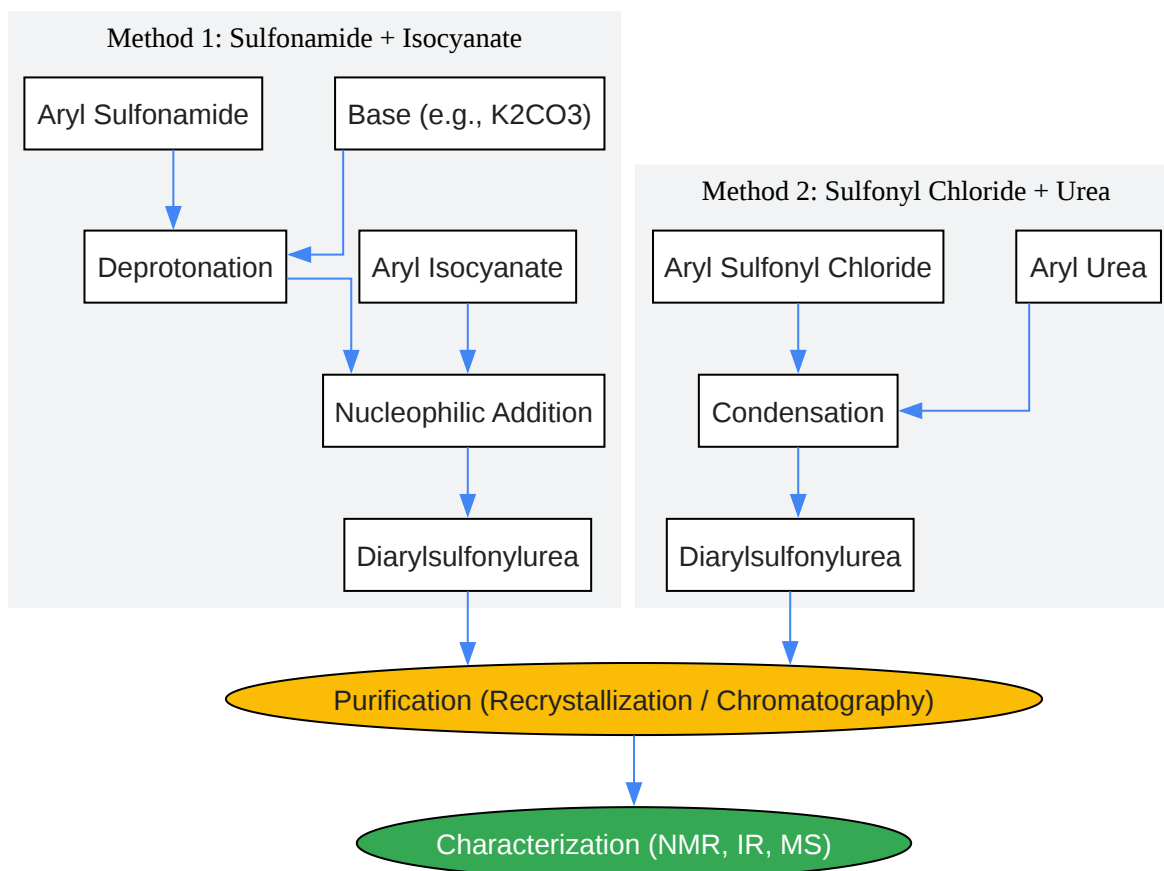 Method 1: Sulfonamide + Isocyanate
Aryl Sulfonamide
Base (e.g., K2CO3)
Deprotonation
Aryl Isocyanate
Nucleophilic Addition
Diarylsulfonylurea
Method 2: Sulfonyl Chloride + Urea
Aryl Sulfonyl Chloride
Aryl Urea
Condensation
Diarylsulfonylurea
Purification (Recrystallization / Chromatography)
Characterization (NMR, IR, MS)